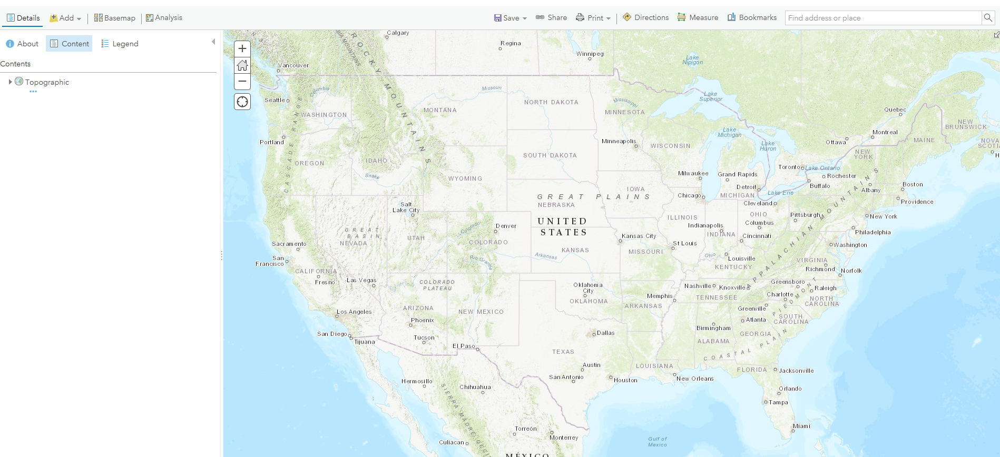 Details
Add
Basemap
Analysis
Save
Share
Print
Directions
Measure
Bookmarks
Find address or place
About
Content
Legend
Contents
Topographic
Calgary
Regina
Winnipeg
Vancouver
ROCKY MOUNTAINS
Lake
Nipigon
Columbie
Missouri
Seattle
WASHINGTON
MONTANA
NORTH DAKOTA
Mississippi
MINNESOTA
Lake
Superior
Quebec
NEW
BRUNSWICK
Montreal
MAINE
NOVA
SCOTIA
H
Ottawa
Portland
CASCADE RANGE
Minneapolis
WISCONSIN
Lake
Michigan
Lake
Huron
NEW
YORK
OREGON
IDAHO
SOUTH DAKOTA
Snake
WYOMING
Toronto
Lake Ontario
Rochester
Milwaukee
Grand Rapids
Buffalo
Albany
Boston
Detroit
MICHIGAN
Lake Erie
Chicago
Cleveland
Providence
IOWA
GREAT PLAINS
NEBRASKA
Salt
Lake City
UNITED
STATES
ILLINOIS
OHIO
Pittsburgh
New York
Indianapolis
Columbus
INDIANA
Cincinnati
Philadelphia
APPALACHIAN MOUNTAINS
Denver
Colorado
COLORADO
GREAT
BASIN
NEVADA
UTAH
Sacramento
San
Francisco
Kansas City
St Louis
KANSAS
MISSOURI
Arkansas
Rio Grande
Ohio
Louisville
KENTUCKY
Washington
VIRGINIA
Richmond
Norfolk
CALIFORNIA
Fresno
Las Vegas
COLORADO
PLATEAU
Oklahoma
City
OKLAHOMA
Nashville
Knoxville
Greensboro
Raleigh
Charlotte
Memphis
TENNESSEE
NORTH
CAROLINA
ARKANSAS
Greenville
PIEDMONT
SOUTH
CAROLINA
ARIZONA
NEW MEXICO
Los Angeles
Phoenix
Atlanta
Birmingham
GEORGIA
San Diego
Tijuana
Tucson
El Paso
Dallas
ALABAMA
COASTAL PLAIN
TEXAS
Austin
LOUISIANA
FLORIDA
Jacksonville
San Antonio
Houston
New Orleans
Hermosillo
Chihuahua
SIERRA MADRE OCCI
Orlando
Tampa
Torreón
Monterrey
Miami
Culiacan
Gulf of
Mexico
MÉXICO